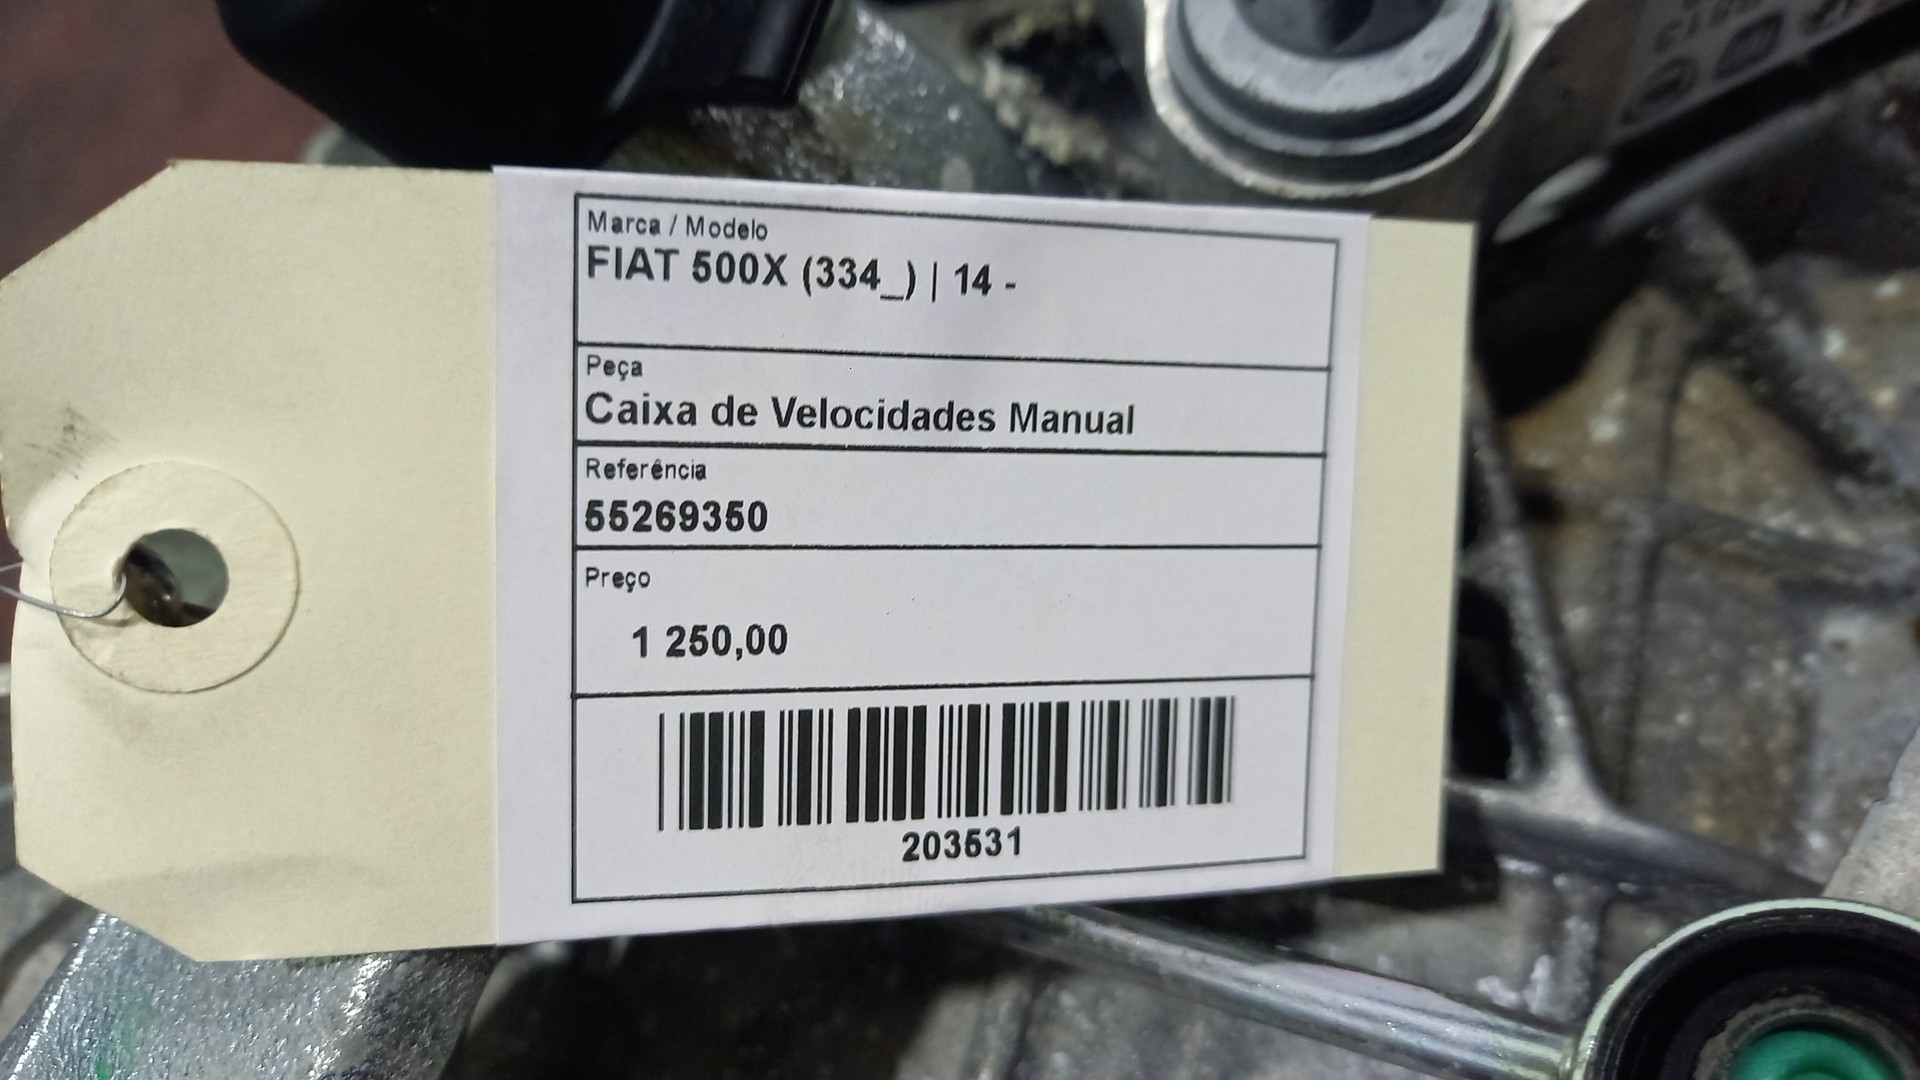 Marca / Modelo
FIAT 500X (334_) | 14 -
Peça
Caixa de Velocidades Manual
Referência
55269350
Preço
1 250,00
203531